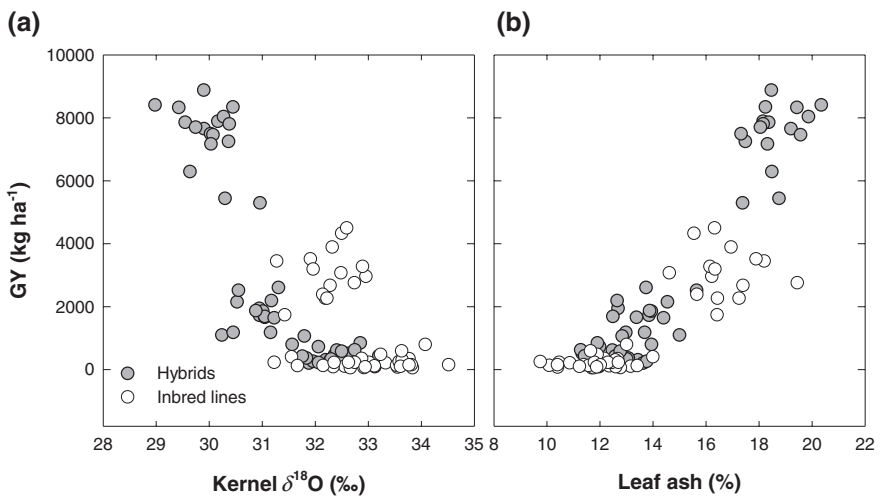 (a)
(b)
10000
8000
6000
4000
2000
0
GY (kg ha⁻¹)
Hybrids
Inbred lines
28 29 30 31 32 33 34 35
8 10 12 14 16 18 20 22
Kernel δ¹⁸O (‰)
Leaf ash (%)